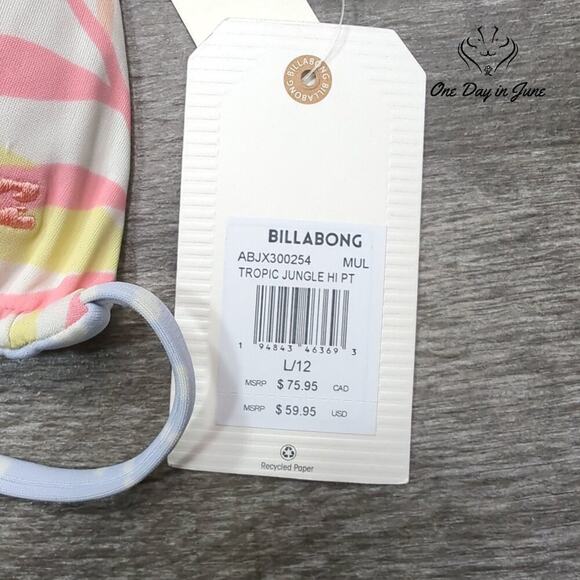 BILLABONG · BILLABONG
One Day in June
BILLABONG
ABJX300254 MUL
TROPIC JUNGLE HI PT
1 94843 46369 3
L/12
MSRP $ 75.95 CAD
MSRP $ 59.95 USD
Recycled Paper